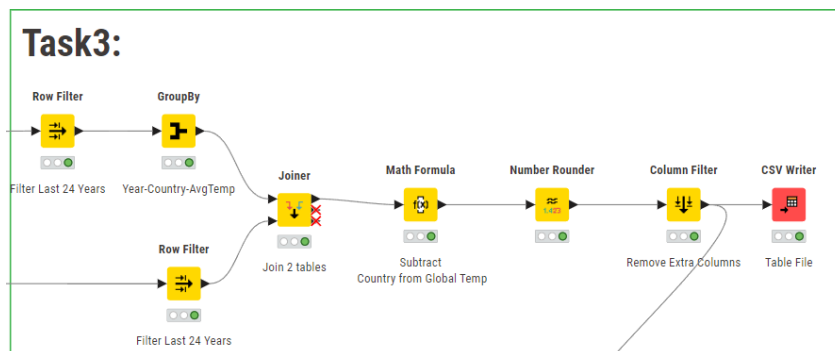 Task3:
Row Filter
GroupBy
Filter Last 24 Years
Year-Country-AvgTemp
Joiner
Math Formula
Number Rounder
Column Filter
CSV Writer
f(x)
1.423
Join 2 tables
Subtract
Country from Global Temp
Remove Extra Columns
Table File
Row Filter
Filter Last 24 Years